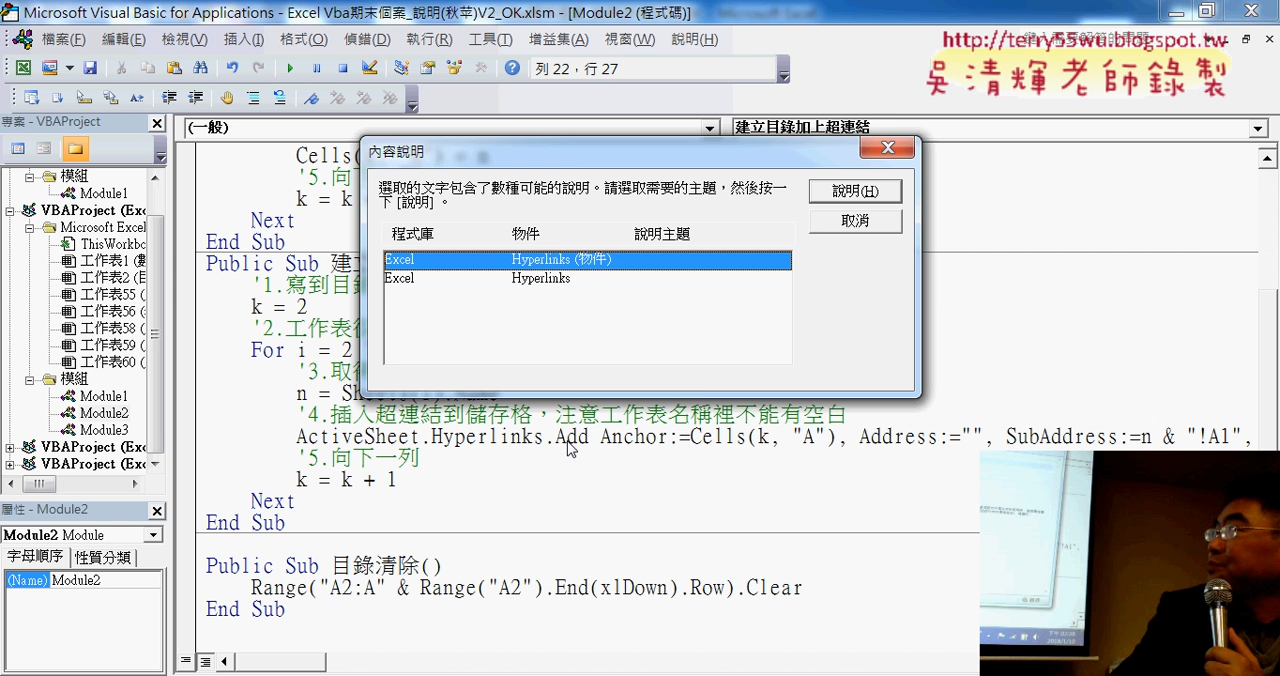 Microsoft Visual Basic for Applications - Excel Vba期末個案_說明(秋苹)V2_OK.xlsm - [Module2 (程式碼)]
檔案(F) 編輯(E) 檢視(V) 插入(I) 格式(O) 偵錯(D) 執行(R) 工具(T) 增益集(A) 視窗(W) 說明(H)
http://terry55wu.blogspot.tw
列 22，行 27
吳清輝老師錄製
專案 - VBAProject
(一般)
建立目錄加上超連結
模組
Module1
VBAProject (Exc
Microsoft Excel
ThisWorkbo
工作表1 (
工作表2 (
工作表55 (
工作表56 (
工作表58 (
工作表59 (
工作表60 (
模組
Module1
Module2
Module3
VBAProject (Exc
VBAProject (Exc
屬性 - Module2
Module2 Module
字母順序 性質分類
(Name) Module2
Cells(
'5.向
k = k
Next
End Sub
Public Sub 建
'1.寫到目
k = 2
'2.工作表
For i = 2
'3.取
n = Sheets(i).Name
'4.插入超連結到儲存格，注意工作表名稱裡不能有空白
ActiveSheet.Hyperlinks.Add Anchor:=Cells(k, "A"), Address:="", SubAddress:=n & "!A1",
'5.向下一列
k = k + 1
Next
End Sub
Public Sub 目錄清除()
Range("A2:A" & Range("A2").End(xlDown).Row).Clear
End Sub
內容說明
選取的文字包含了數種可能的說明。請選取需要的主題，然後按一
下 [說明] 。
說明(H)
取消
程式庫 物件 說明主題
Excel Hyperlinks (物件)
Excel Hyperlinks